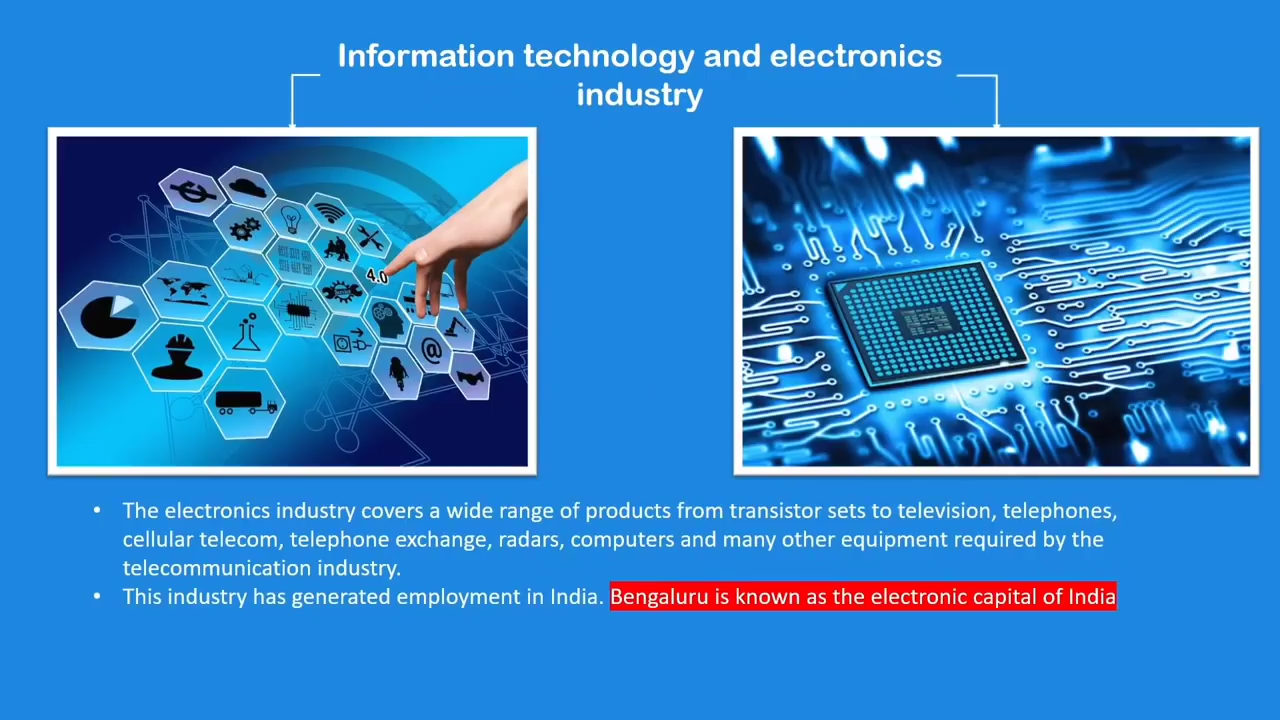 Information technology and electronics
industry
4.0
@
• The electronics industry covers a wide range of products from transistor sets to television, telephones,
cellular telecom, telephone exchange, radars, computers and many other equipment required by the
telecommunication industry.
• This industry has generated employment in India. Bengaluru is known as the electronic capital of India